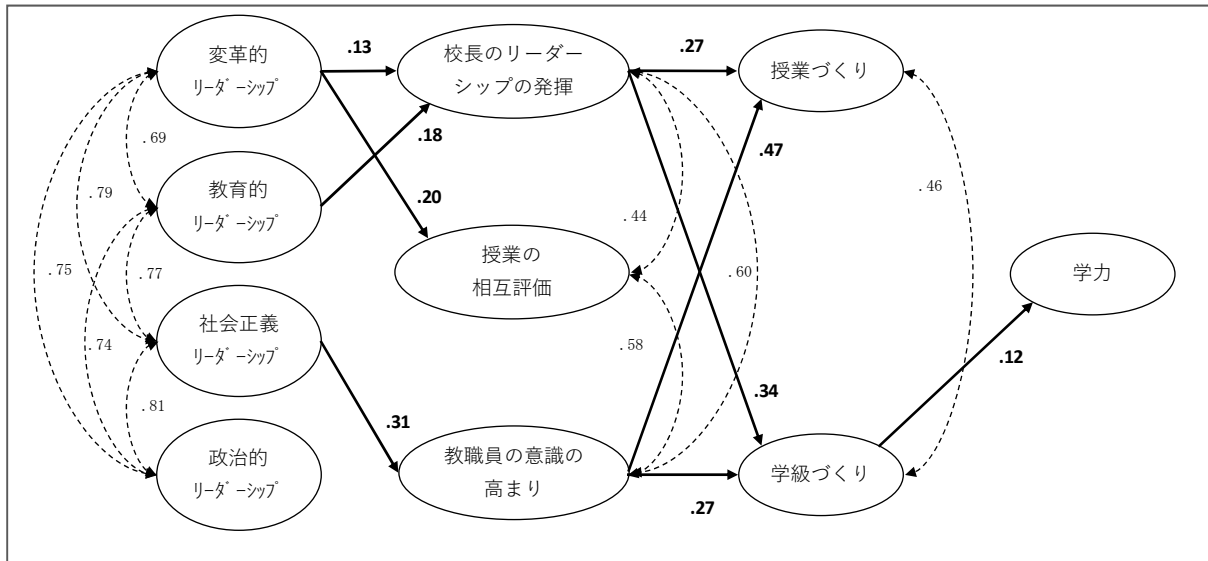 変革的
ﾘｰﾀﾞｰｼｯﾌﾟ
.13
校長のリーダー
シップの発揮
.27
授業づくり
.69
.18
.47
.79
教育的
ﾘｰﾀﾞｰｼｯﾌﾟ
.20
.44
.46
.75
.77
授業の
相互評価
.60
学力
社会正義
ﾘｰﾀﾞｰｼｯﾌﾟ
.74
.58
.12
.81
.31
.34
政治的
ﾘｰﾀﾞｰｼｯﾌﾟ
教職員の意識の
高まり
.27
学級づくり